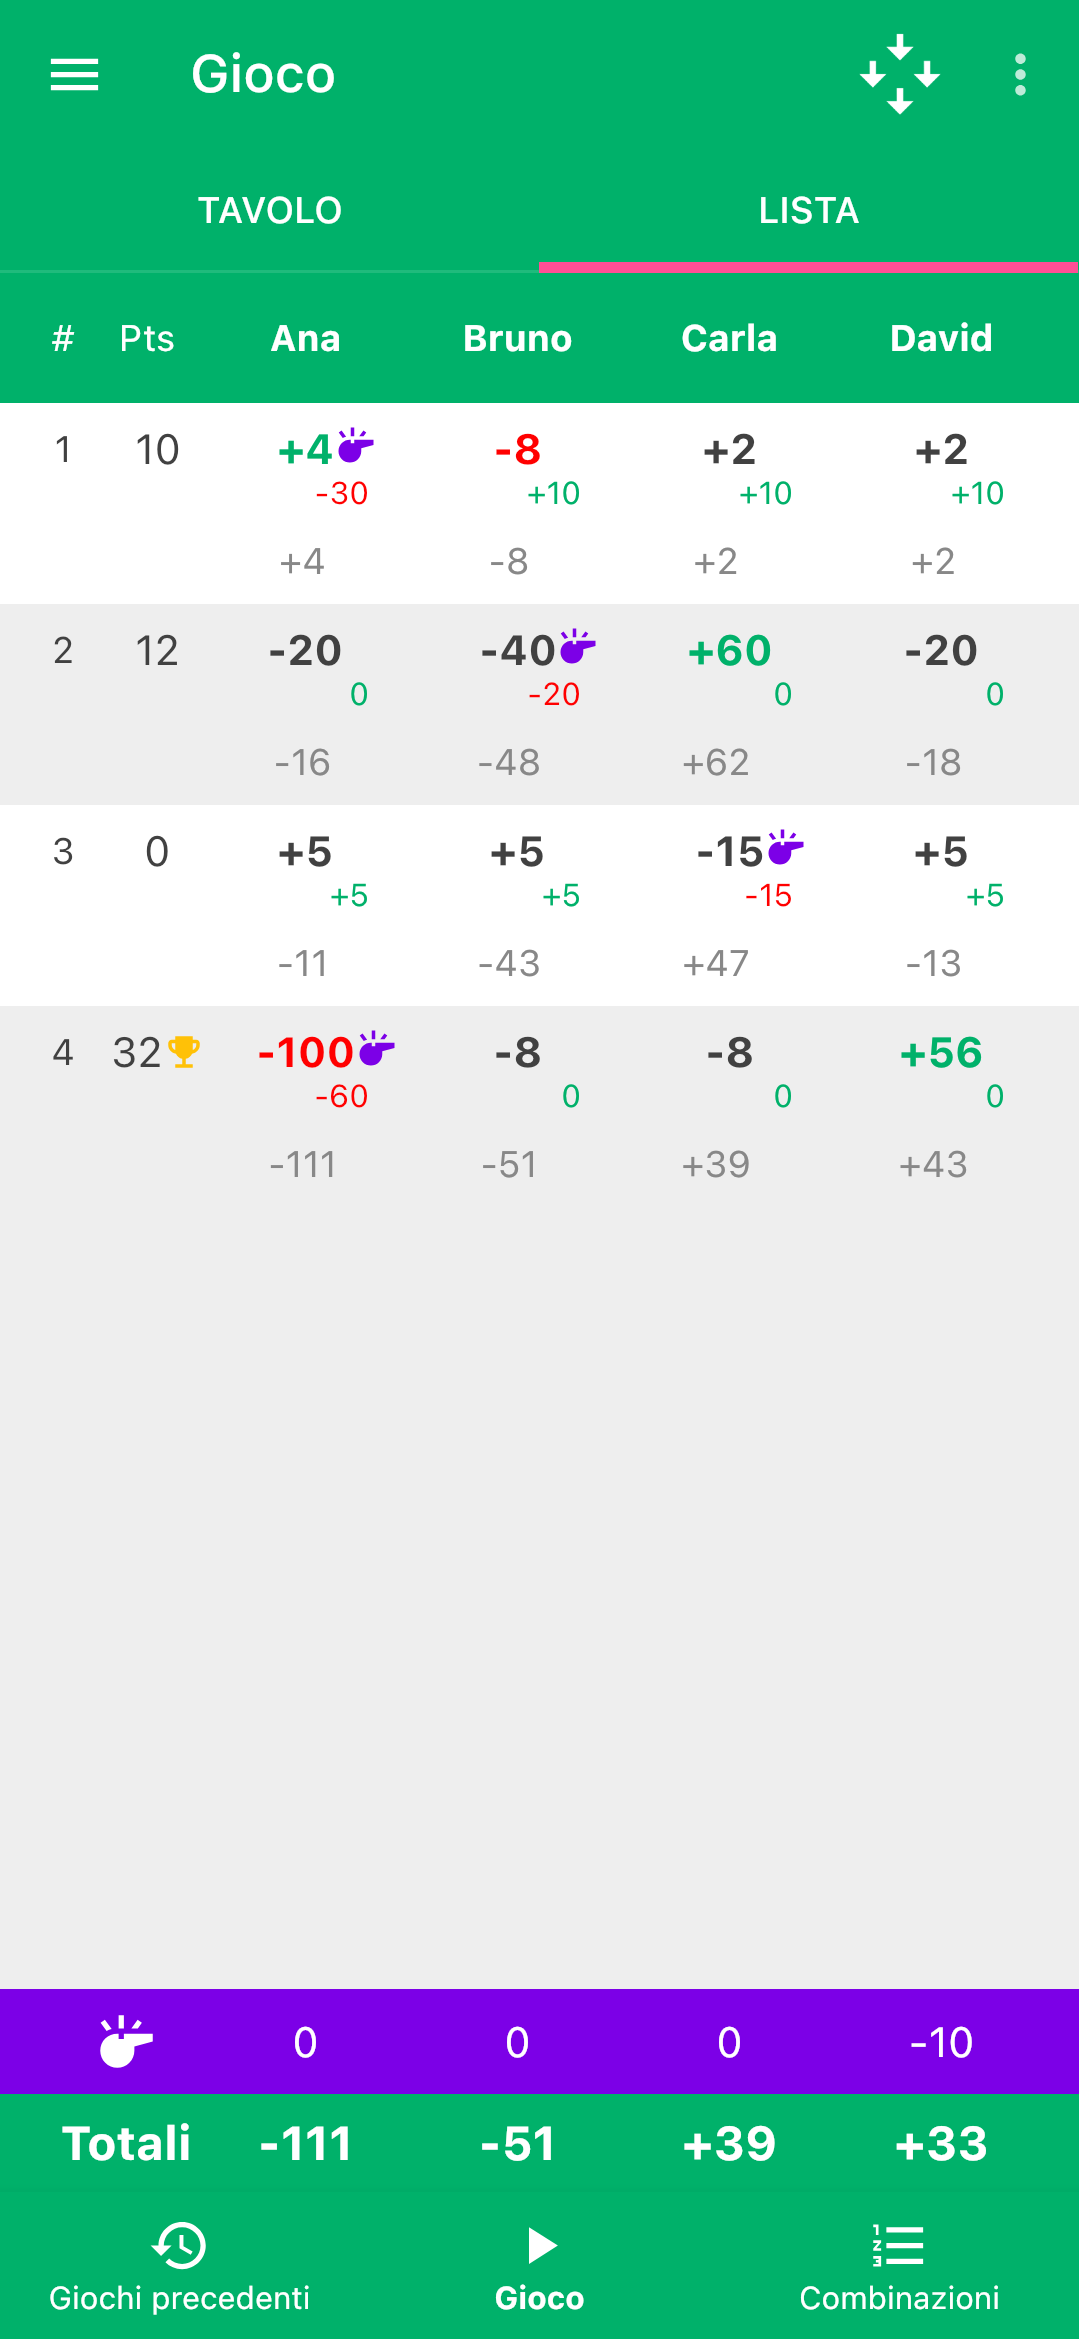 Gioco
TAVOLO LISTA
# Pts Ana Bruno Carla David
1 10 +4 -8 +2 +2
-30 +10 +10 +10
+4 -8 +2 +2
2 12 -20 -40 +60 -20
0 -20 0 0
-16 -48 +62 -18
3 0 +5 +5 -15 +5
+5 +5 -15 +5
-11 -43 +47 -13
4 32 -100 -8 -8 +56
-60 0 0 0
-111 -51 +39 +43
0 0 0 -10
Totali -111 -51 +39 +33
Giochi precedenti Gioco Combinazioni